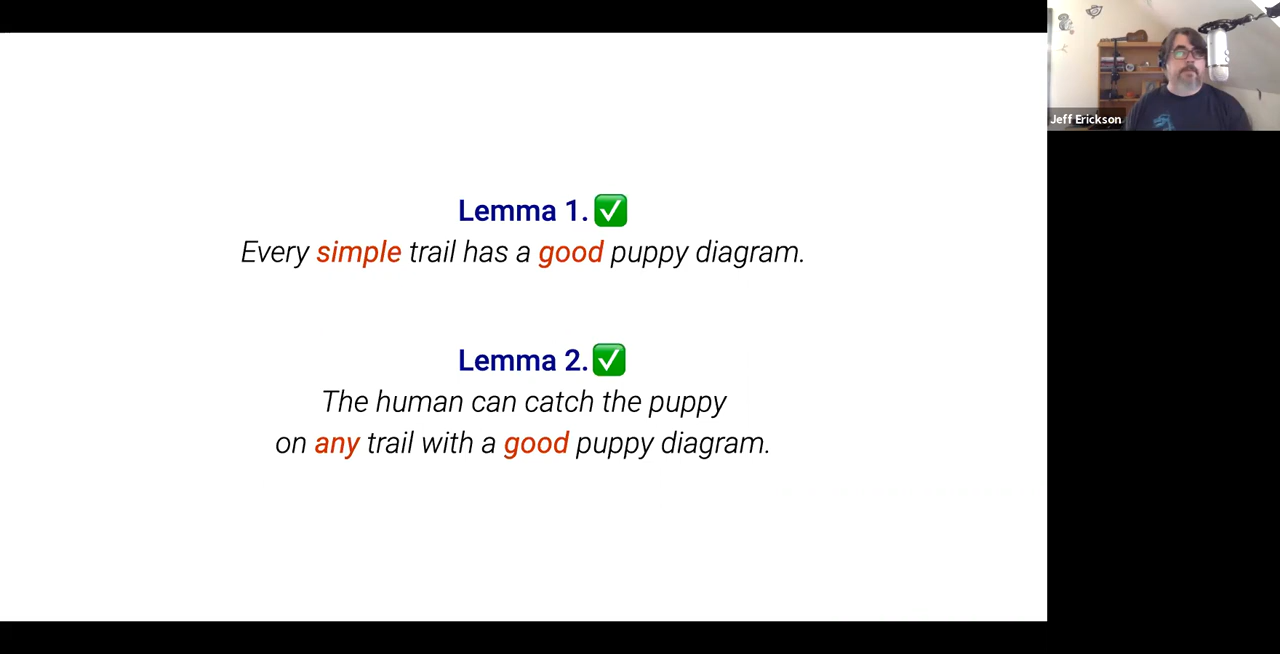 Lemma 1. ✅
Every simple trail has a good puppy diagram.
Lemma 2. ✅
The human can catch the puppy
on any trail with a good puppy diagram.
Jeff Erickson